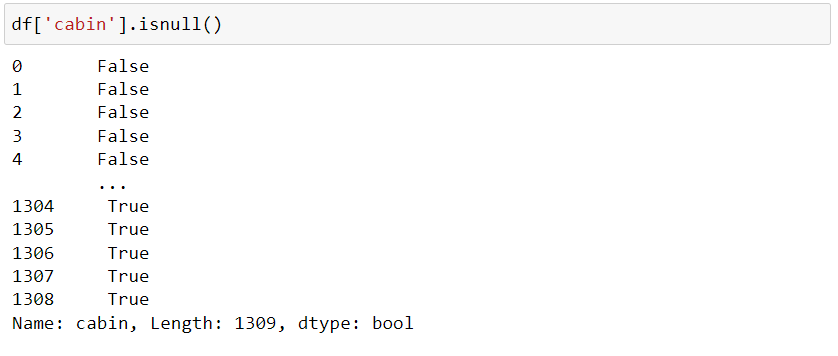 df['cabin'].isnull()
0       False
1       False
2       False
3       False
4       False
        ...
1304     True
1305     True
1306     True
1307     True
1308     True
Name: cabin, Length: 1309, dtype: bool